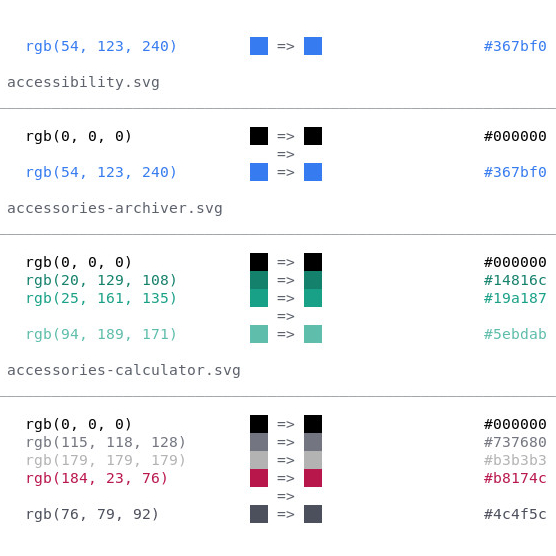 rgb(54, 123, 240) => #367bf0
accessibility.svg
rgb(0, 0, 0) => #000000
=>
rgb(54, 123, 240) => #367bf0
accessories-archiver.svg
rgb(0, 0, 0) => #000000
rgb(20, 129, 108) => #14816c
rgb(25, 161, 135) => #19a187
=>
rgb(94, 189, 171) => #5ebdab
accessories-calculator.svg
rgb(0, 0, 0) => #000000
rgb(115, 118, 128) => #737680
rgb(179, 179, 179) => #b3b3b3
rgb(184, 23, 76) => #b8174c
=>
rgb(76, 79, 92) => #4c4f5c